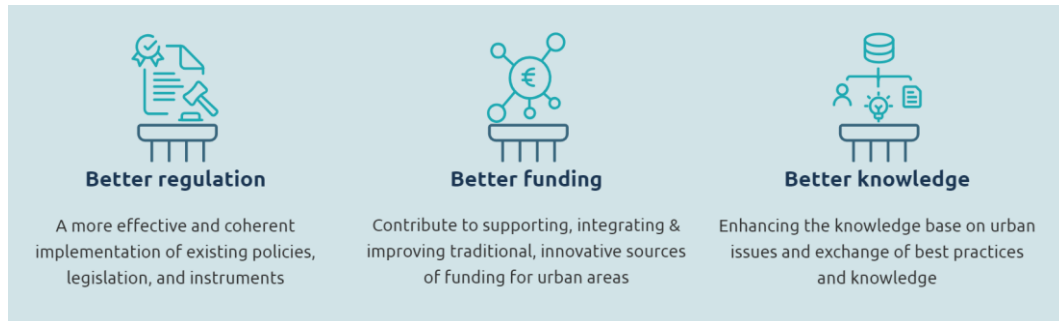 €
Better regulation
A more effective and coherent
implementation of existing policies,
legislation, and instruments
Better funding
Contribute to supporting, integrating &
improving traditional, innovative sources
of funding for urban areas
Better knowledge
Enhancing the knowledge base on urban
issues and exchange of best practices
and knowledge